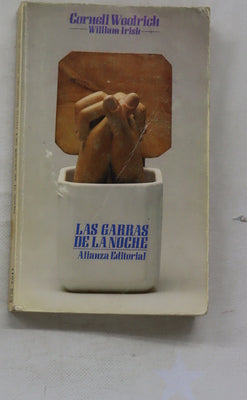 Cornell Woolrich
William Irish
LAS GARRAS
DE LA NOCHE
Alianza Editorial